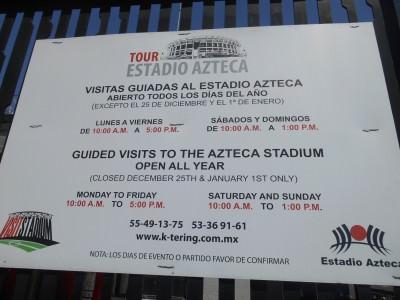 TOUR
ESTADIO AZTECA
VISITAS GUIADAS AL ESTADIO AZTECA
ABIERTO TODOS LOS DÍAS DEL AÑO
(EXCEPTO EL 25 DE DICIEMBRE Y EL 1º DE ENERO)
LUNES A VIERNES
DE 10:00 A.M. A 5:00 P.M.
SÁBADOS Y DOMINGOS
DE 10:00 A.M. A 1:00 P.M.
GUIDED VISITS TO THE AZTECA STADIUM
OPEN ALL YEAR
(CLOSED DECEMBER 25TH & JANUARY 1ST ONLY)
MONDAY TO FRIDAY
10:00 A.M. TO 5:00 P.M.
SATURDAY AND SUNDAY
10:00 A.M. TO 1:00 P.M.
55-49-13-75 53-36 91-61
www.k-tering.com.mx
NOTA: LOS DIAS DE EVENTO O PARTIDO FAVOR DE CONFIRMAR
Estadio Azteca